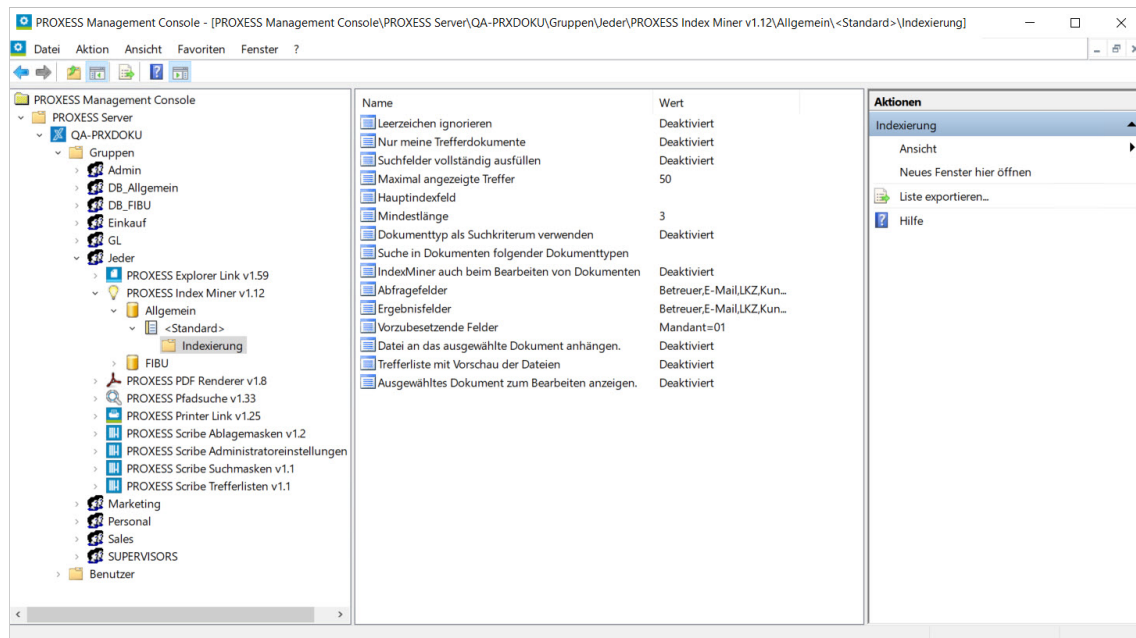 PROXESS Management Console - [PROXESS Management Console\PROXESS Server\QA-PRXDOKU\Gruppen\Jeder\PROXESS Index Miner v1.12\Allgemein\<Standard>\Indexierung]
Datei Aktion Ansicht Favoriten Fenster ?
PROXESS Management Console
PROXESS Server
QA-PRXDOKU
Gruppen
Admin
DB_Allgemein
DB_FIBU
Einkauf
GL
Jeder
PROXESS Explorer Link v1.59
PROXESS Index Miner v1.12
Allgemein
<Standard>
Indexierung
FIBU
PROXESS PDF Renderer v1.8
PROXESS Pfadsuche v1.33
PROXESS Printer Link v1.25
PROXESS Scribe Ablagemasken v1.2
PROXESS Scribe Administratoreinstellungen
PROXESS Scribe Suchmasken v1.1
PROXESS Scribe Trefferlisten v1.1
Marketing
Personal
Sales
SUPERVISORS
Benutzer
Name Wert
Leerzeichen ignorieren Deaktiviert
Nur meine Trefferdokumente Deaktiviert
Suchfelder vollständig ausfüllen Deaktiviert
Maximal angezeigte Treffer 50
Hauptindexfeld
Mindestlänge 3
Dokumenttyp als Suchkriterum verwenden Deaktiviert
Suche in Dokumenten folgender Dokumenttypen
IndexMiner auch beim Bearbeiten von Dokumenten Deaktiviert
Abfragefelder Betreuer,E-Mail,LKZ,Kun...
Ergebnisfelder Betreuer,E-Mail,LKZ,Kun...
Vorzubesetzende Felder Mandant=01
Datei an das ausgewählte Dokument anhängen. Deaktiviert
Trefferliste mit Vorschau der Dateien Deaktiviert
Ausgewähltes Dokument zum Bearbeiten anzeigen. Deaktiviert
Aktionen
Indexierung
Ansicht
Neues Fenster hier öffnen
Liste exportieren...
Hilfe